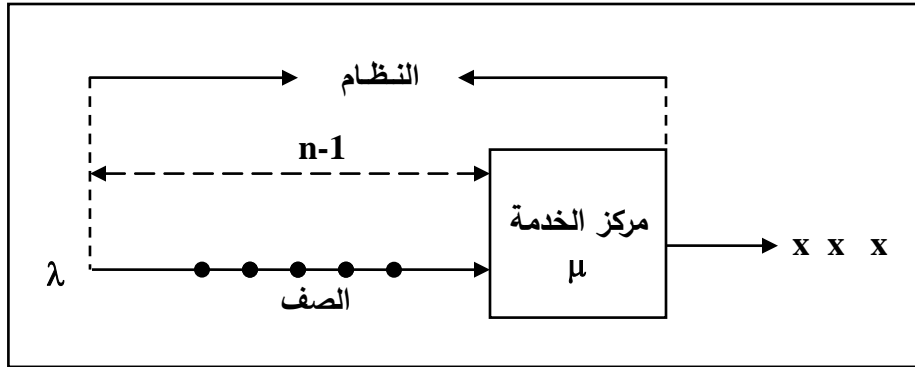 النظام
n-1
مركز الخدمة
μ
x x x
λ
الصف